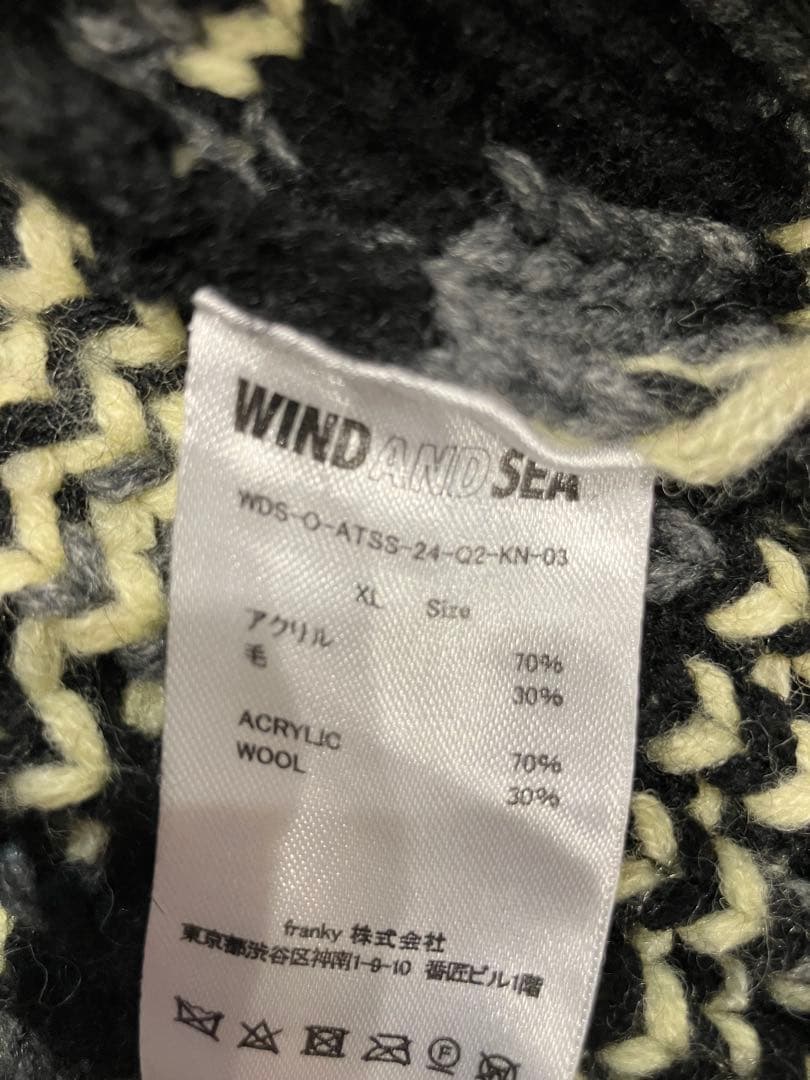 WIND AND SEA
WDS-O-ATSS-24-Q2-KN-03
XL Size
アクリル 70%
毛 30%
ACRYLIC 70%
WOOL 30%
franky 株式会社
東京都渋谷区神南1-9-10 番匠ビル1階
F